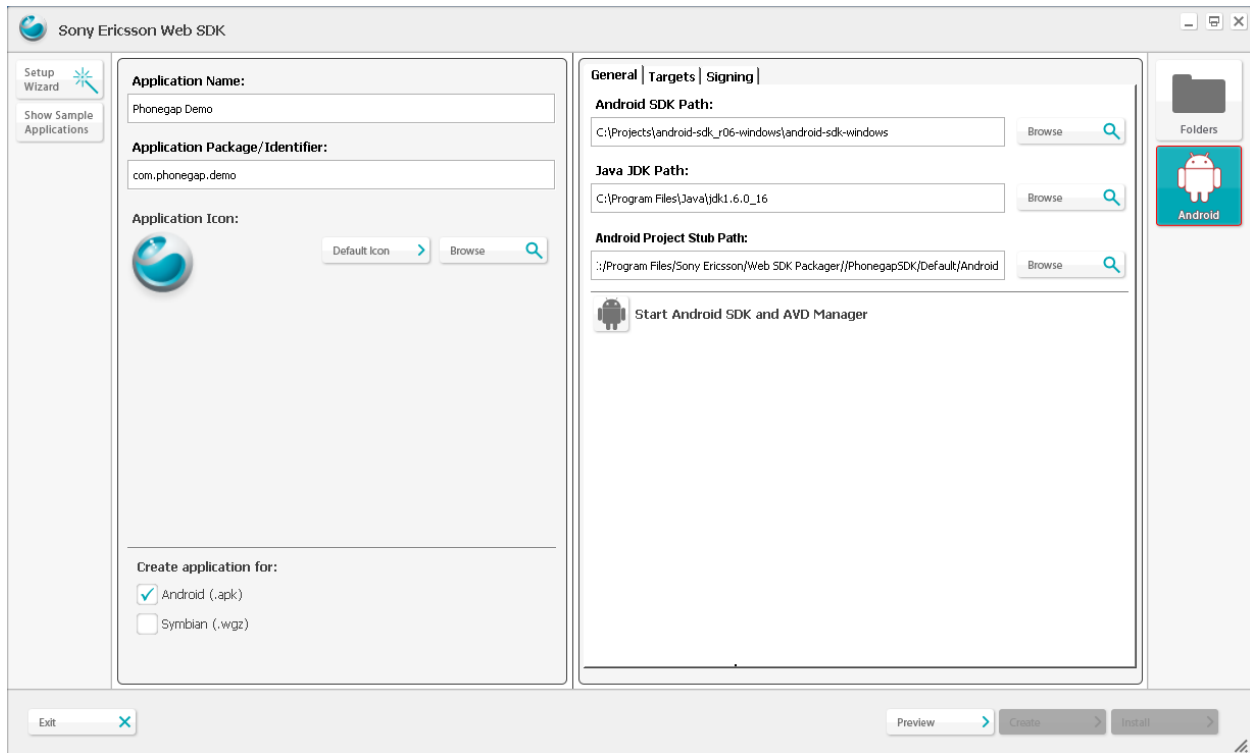 Sony Ericsson Web SDK
Setup
Wizard
Show Sample
Applications
Application Name:
Phonegap Demo
Application Package/Identifier:
com.phonegap.demo
Application Icon:
Default Icon
Browse
Create application for:
Android (.apk)
Symbian (.wgz)
General
Targets
Signing
Android SDK Path:
C:\Projects\android-sdk_r06-windows\android-sdk-windows
Browse
Java JDK Path:
C:\Program Files\Java\jdk1.6.0_16
Browse
Android Project Stub Path:
:/Program Files/Sony Ericsson/Web SDK Packager//PhonegapSDK/Default/Android
Browse
Start Android SDK and AVD Manager
Folders
Android
Exit
Preview
Create
Install